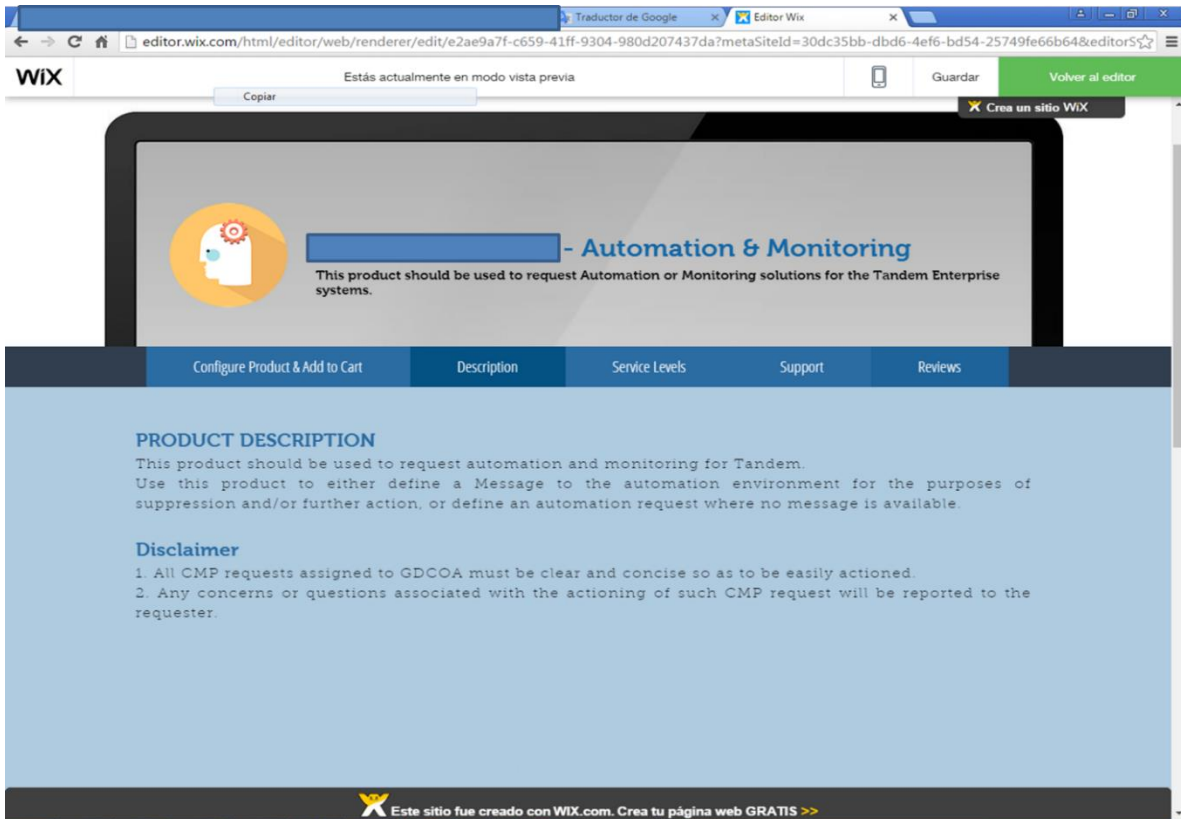 Traductor de Google
Editor Wix
editor.wix.com/html/editor/web/renderer/edit/e2ae9a7f-c659-41ff-9304-980d207437da?metaSiteId=30dc35bb-dbd6-4ef6-bd54-25749fe66b64&editorS
WiX
Estás actualmente en modo vista previa
Guardar
Volver al editor
Copiar
Crea un sitio WiX
- Automation & Monitoring
This product should be used to request Automation or Monitoring solutions for the Tandem Enterprise
systems.
Configure Product & Add to Cart
Description
Service Levels
Support
Reviews
PRODUCT DESCRIPTION
This product should be used to request automation and monitoring for Tandem.
Use this product to either define a Message to the automation environment for the purposes of
suppression and/or further action, or define an automation request where no message is available.
Disclaimer
1. All CMP requests assigned to GDCOA must be clear and concise so as to be easily actioned.
2. Any concerns or questions associated with the actioning of such CMP request will be reported to the
requester.
Este sitio fue creado con WIX.com. Crea tu página web GRATIS >>